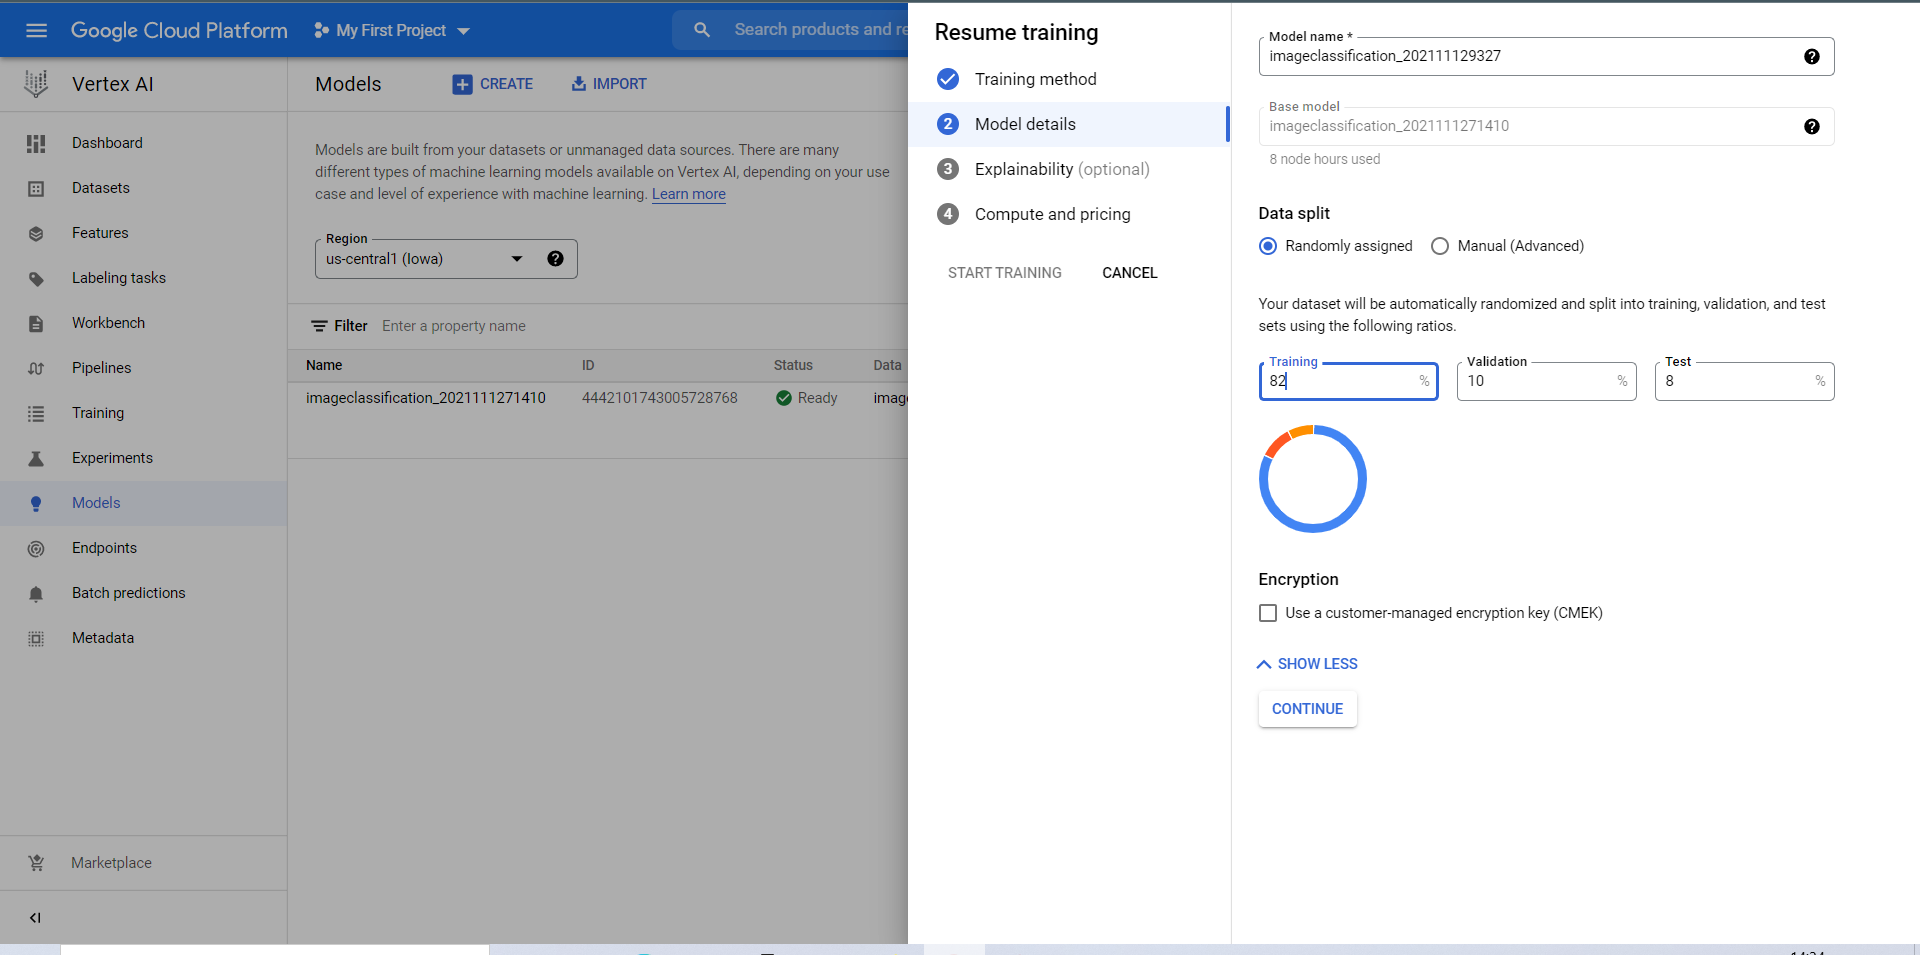 Google Cloud Platform
My First Project
Search products and re
Vertex AI
Dashboard
Datasets
Features
Labeling tasks
Workbench
Pipelines
Training
Experiments
Models
Endpoints
Batch predictions
Metadata
Marketplace
Models
CREATE
IMPORT
Models are built from your datasets or unmanaged data sources. There are many
different types of machine learning models available on Vertex AI, depending on your use
case and level of experience with machine learning. Learn more
Region
us-central1 (Iowa)
Filter Enter a property name
Name ID Status Data
imageclassification_2021111271410 4442101743005728768 Ready imag
Resume training
Training method
2 Model details
3 Explainability (optional)
4 Compute and pricing
START TRAINING CANCEL
Model name *
imageclassification_202111129327
Base model
imageclassification_2021111271410
8 node hours used
Data split
Randomly assigned Manual (Advanced)
Your dataset will be automatically randomized and split into training, validation, and test
sets using the following ratios.
Training Validation Test
82 % 10 % 8 %
Encryption
Use a customer-managed encryption key (CMEK)
SHOW LESS
CONTINUE